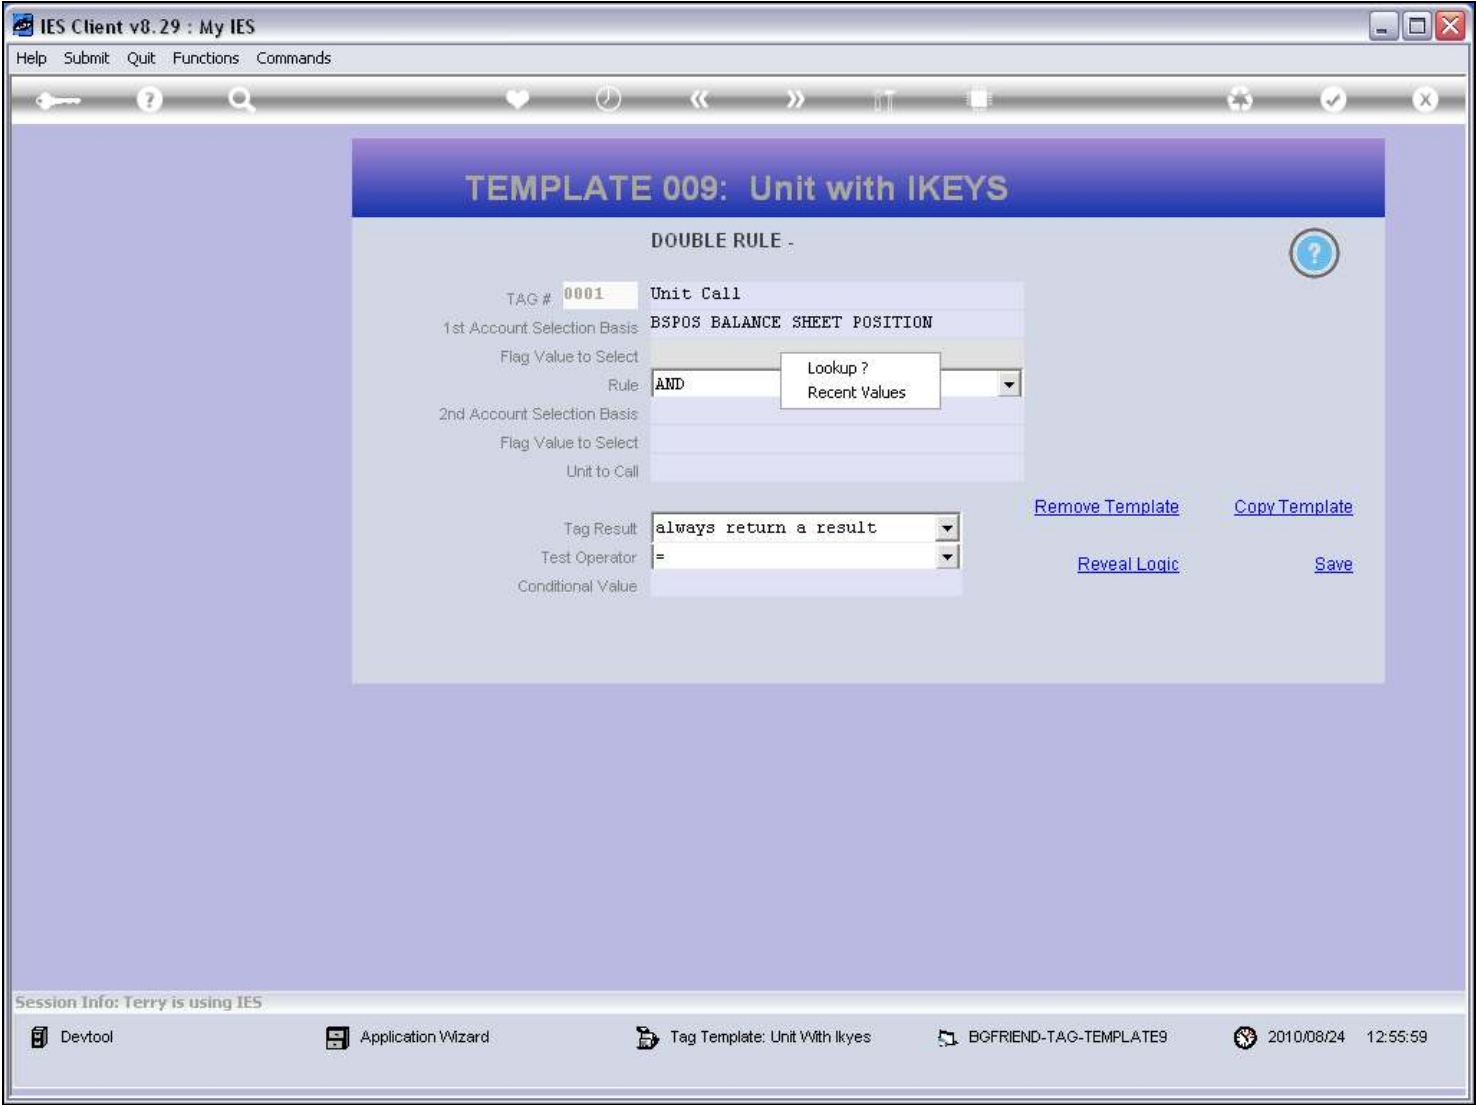 IES Client v8.29 : My IES
Help Submit Quit Functions Commands
TEMPLATE 009: Unit with IKEYS
DOUBLE RULE -
TAG # 0001 Unit Call
1st Account Selection Basis BSPOS BALANCE SHEET POSITION
Flag Value to Select
Lookup ?
Rule AND
Recent Values
2nd Account Selection Basis
Flag Value to Select
Unit to Call
Remove Template Copy Template
Tag Result always return a result
Test Operator =
Reveal Logic Save
Conditional Value
Session Info: Terry is using IES
Devtool Application Wizard Tag Template: Unit With Ikyes BGFRIEND-TAG-TEMPLATE9 2010/08/24 12:55:59